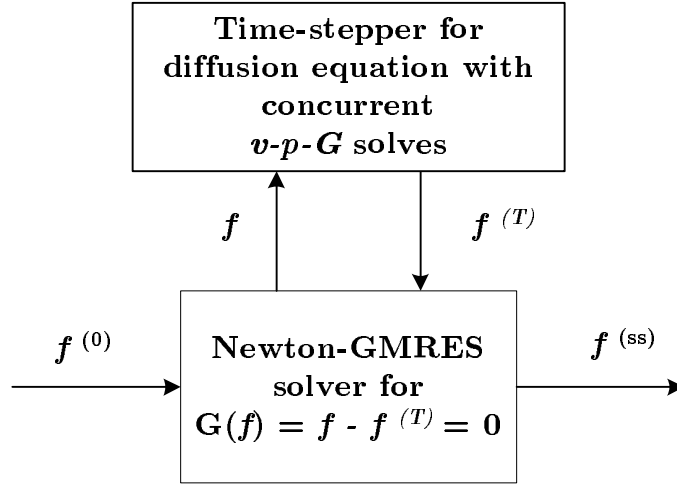 Time-stepper for
diffusion equation with
concurrent
v-p-G solves
f
f (T)
f (0)
f (ss)
Newton-GMRES
solver for
G(f) = f - f (T) = 0